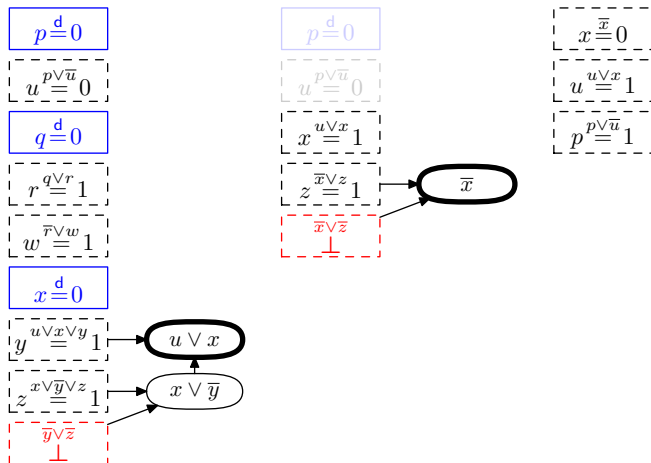 p d= 0
u p∨u̅= 0
q d= 0
r q∨r= 1
w r̅∨w= 1
x d= 0
y u∨x∨y= 1
z x∨y̅∨z= 1
y̅∨z̅
⊥
u ∨ x
x ∨ y̅
p d= 0
u p∨u̅= 0
x u∨x= 1
z x̅∨z= 1
x̅∨z̅
⊥
x̅
x x̅= 0
u u∨x= 1
p p∨u̅= 1